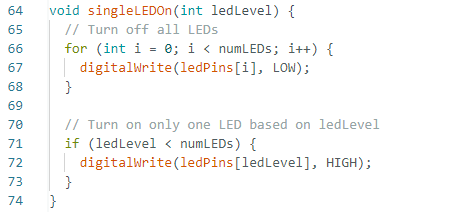 64 void singleLEDOn(int ledLevel) {
65   // Turn off all LEDs
66   for (int i = 0; i < numLEDs; i++) {
67     digitalWrite(ledPins[i], LOW);
68   }
69
70   // Turn on only one LED based on ledLevel
71   if (ledLevel < numLEDs) {
72     digitalWrite(ledPins[ledLevel], HIGH);
73   }
74 }